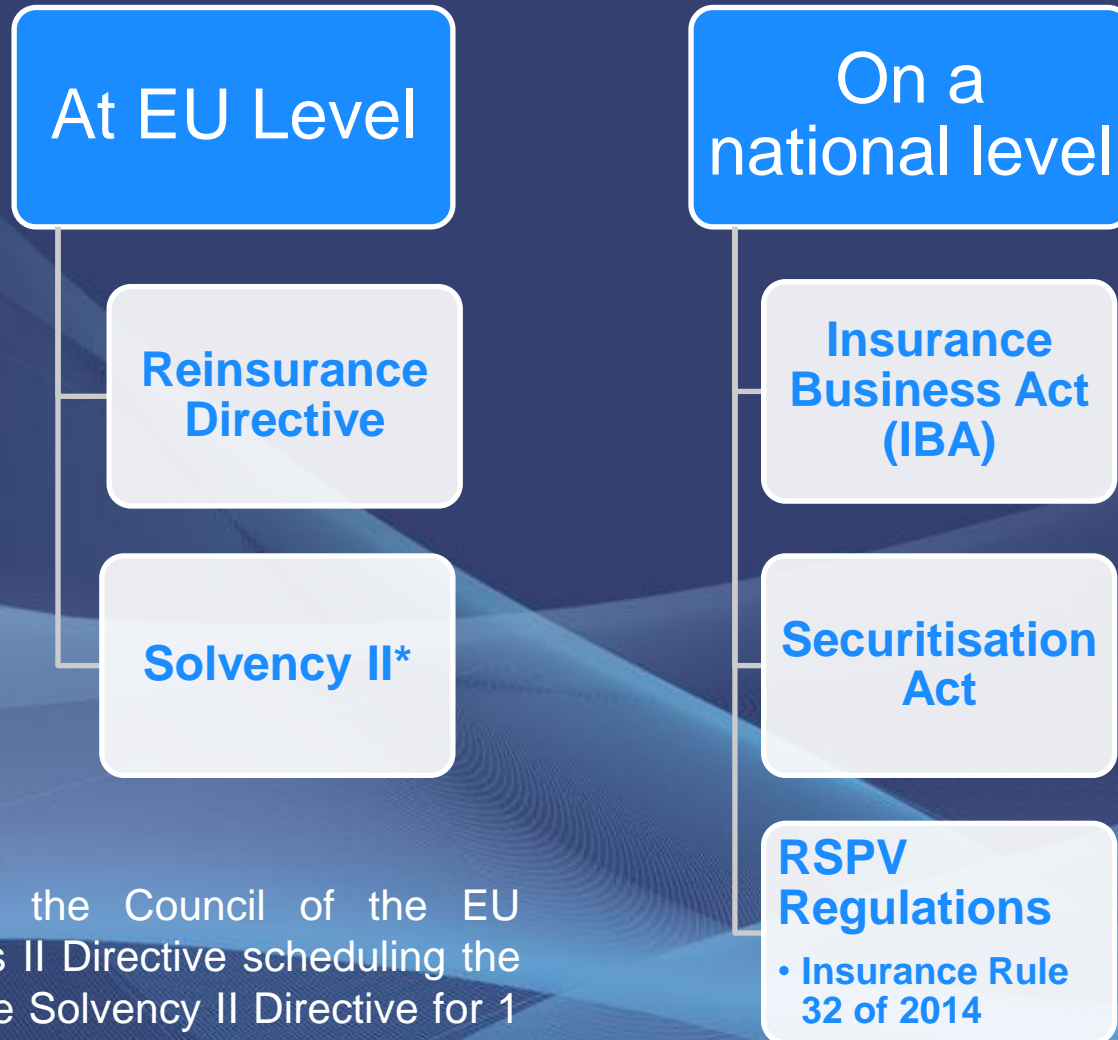 At EU Level
Reinsurance
Directive
Solvency II*
the Council of the EU
II Directive scheduling the
Solvency II Directive for 1
On a
national level
Insurance
Business Act
(IBA)
Securitisation
Act
RSPV
Regulations
• Insurance Rule
32 of 2014